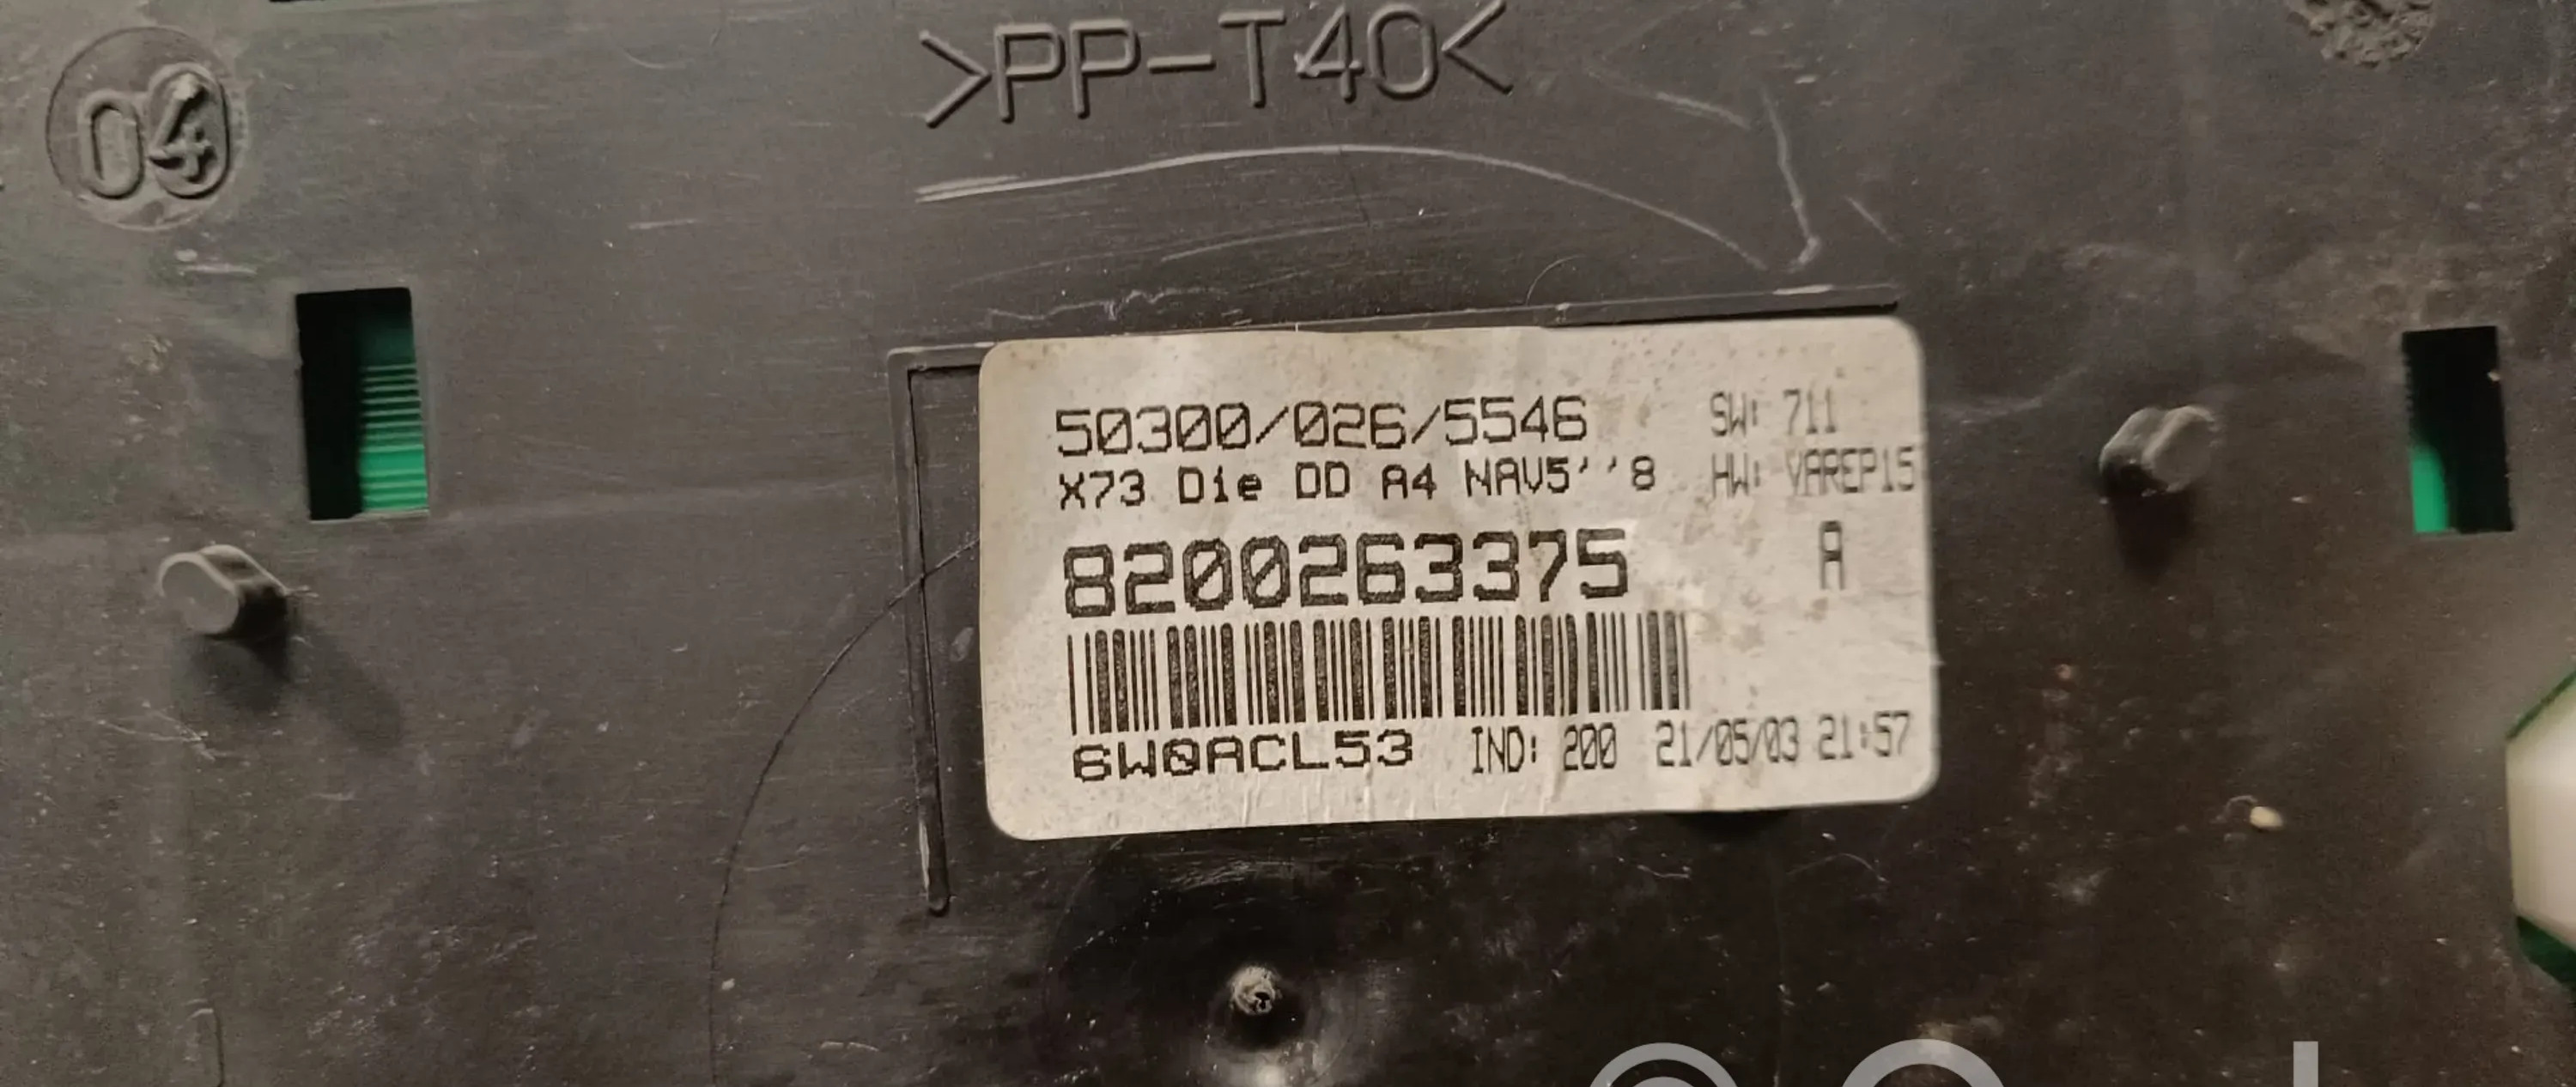 04
>PP-T40<
50300/026/5546 SW: 711
X73 Die DD A4 NAV5''8 HW: VAREP15
8200263375 A
6W0ACL53 IND: 200 21/05/03 21:57